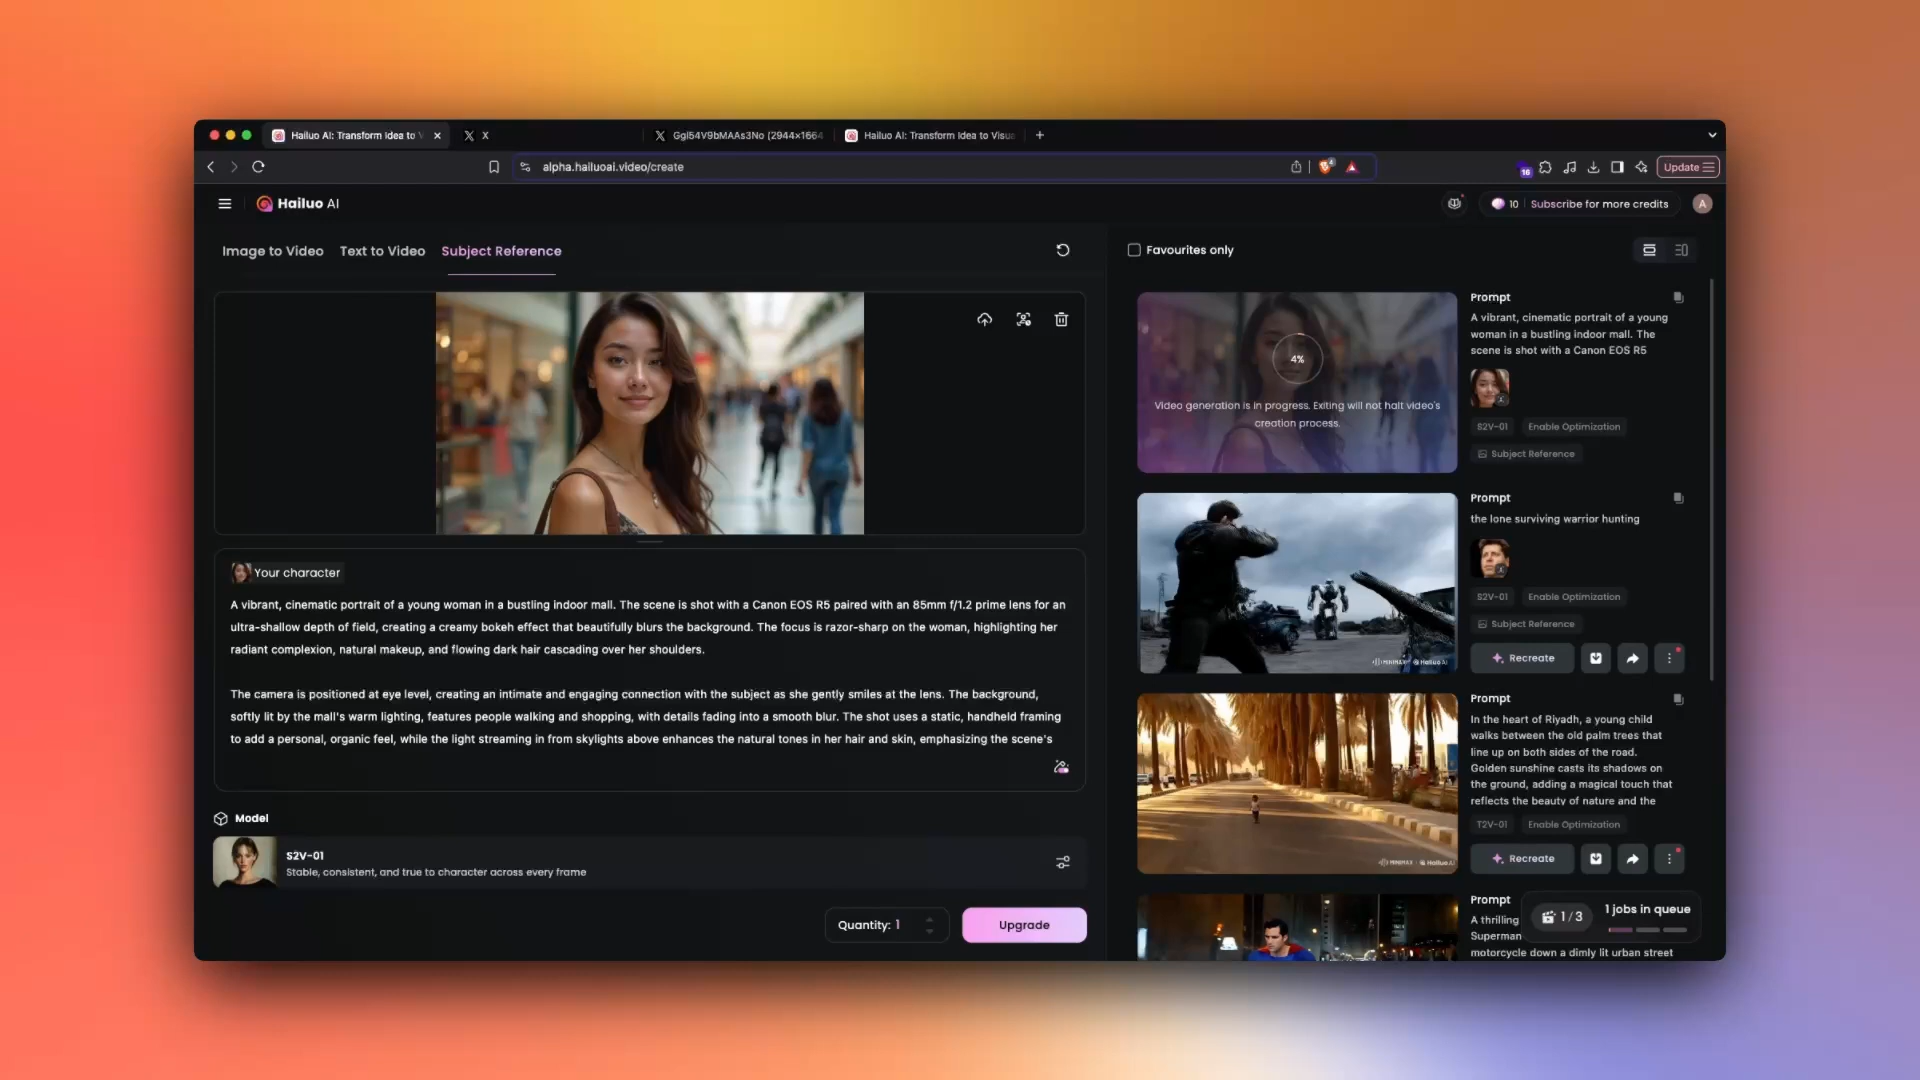 Hailuo AI: Transform Idea to V
X
Ggl54V9bMAAs3No (2944×1664
Hailuo AI: Transform Idea to Visua
alpha.hailuoai.video/create
4
16
Update
Hailuo AI
10
Subscribe for more credits
A
Image to Video
Text to Video
Subject Reference
Your character
A vibrant, cinematic portrait of a young woman in a bustling indoor mall. The scene is shot with a Canon EOS R5 paired with an 85mm f/1.2 prime lens for an
ultra-shallow depth of field, creating a creamy bokeh effect that beautifully blurs the background. The focus is razor-sharp on the woman, highlighting her
radiant complexion, natural makeup, and flowing dark hair cascading over her shoulders.
The camera is positioned at eye level, creating an intimate and engaging connection with the subject as she gently smiles at the lens. The background,
softly lit by the mall's warm lighting, features people walking and shopping, with details fading into a smooth blur. The shot uses a static, handheld framing
to add a personal, organic feel, while the light streaming in from skylights above enhances the natural tones in her hair and skin, emphasizing the scene's
Model
S2V-01
Stable, consistent, and true to character across every frame
Quantity: 1
Upgrade
Favourites only
4%
Video generation is in progress. Exiting will not halt video's
creation process.
Prompt
A vibrant, cinematic portrait of a young
woman in a bustling indoor mall. The
scene is shot with a Canon EOS R5
S2V-01
Enable Optimization
Subject Reference
MINIMAX
Hailuo AI
Prompt
the lone surviving warrior hunting
S2V-01
Enable Optimization
Subject Reference
Recreate
MINIMAX
Hailuo AI
Prompt
In the heart of Riyadh, a young child
walks between the old palm trees that
line up on both sides of the road.
Golden sunshine casts its shadows on
the ground, adding a magical touch that
reflects the beauty of nature and the
T2V-01
Enable Optimization
Recreate
Prompt
A thrilling
Superman
motorcycle down a dimly lit urban street
1 / 3
1 jobs in queue